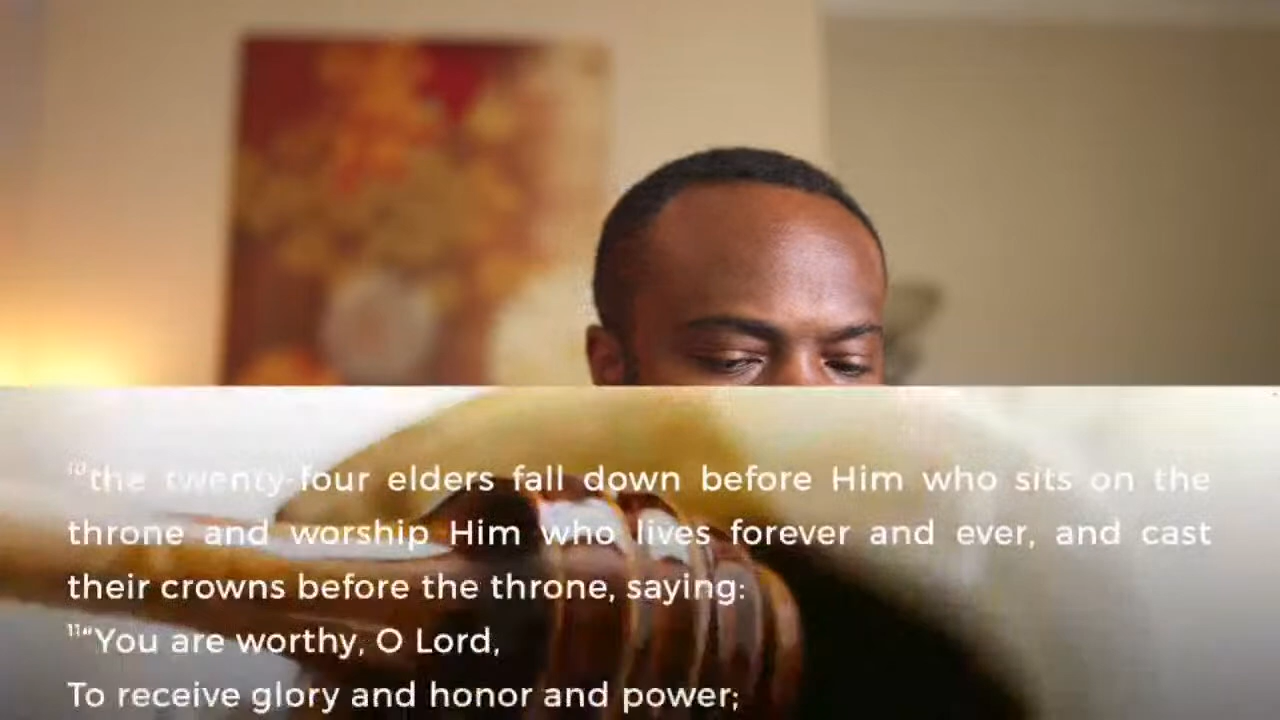 ¹⁰the twenty-four elders fall down before Him who sits on the
throne and worship Him who lives forever and ever, and cast
their crowns before the throne, saying:
¹¹“You are worthy, O Lord,
To receive glory and honor and power;